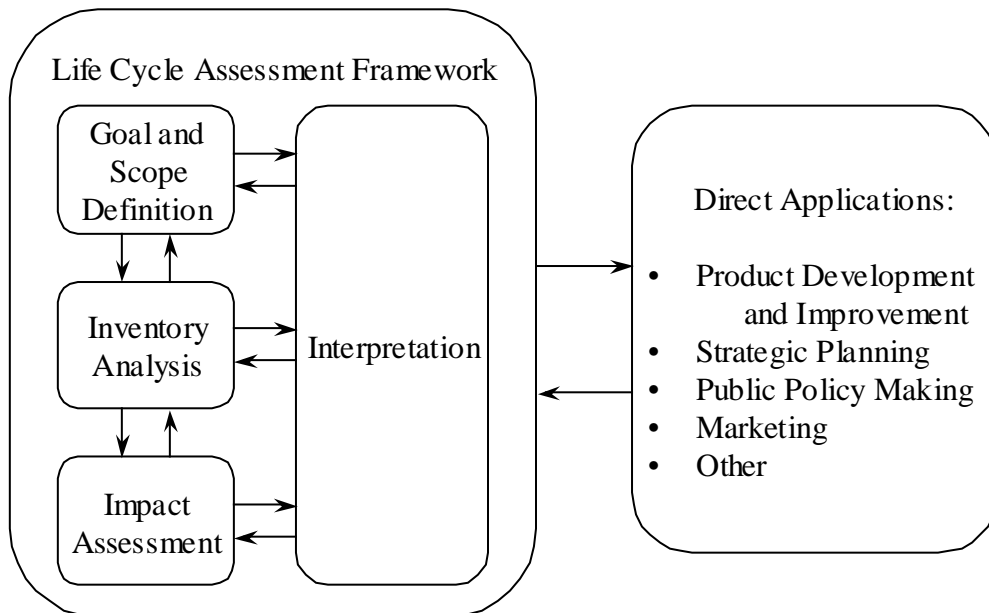 Life Cycle Assessment Framework
Goal and
Scope
Definition
Inventory
Analysis
Impact
Assessment
Interpretation
Direct Applications:
• Product Development
and Improvement
• Strategic Planning
• Public Policy Making
• Marketing
• Other